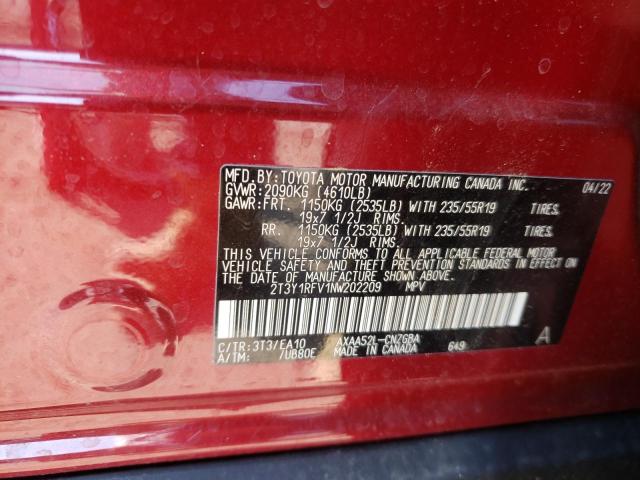 MFD.BY:TOYOTA MOTOR MANUFACTURING CANADA INC. 04/22
GVWR:2090KG (4610LB)
GAWR:FRT. 1150KG (2535LB) WITH 235/55R19 TIRES.
19x7 1/2J RIMS.
RR. 1150KG (2535LB) WITH 235/55R19 TIRES.
19x7 1/2J RIMS.
THIS VEHICLE CONFORMS TO ALL APPLICABLE FEDERAL MOTOR
VEHICLE SAFETY AND THEFT PREVENTION STANDARDS IN EFFECT ON
THE DATE OF MANUFACTURE SHOWN ABOVE.
2T3Y1RFV1NW202209 MPV
C/TR:3T3/EA10 AXAA52L-CNZGBA A
A/TM: /UB80E MADE IN CANADA 649